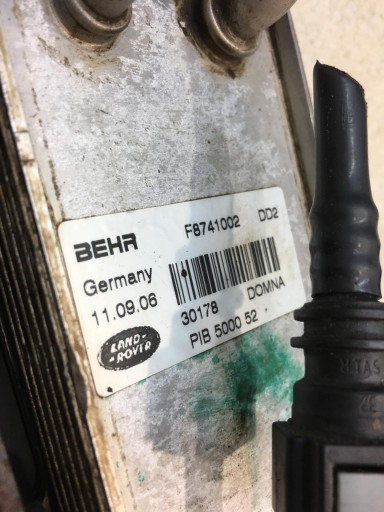 BEHR F8741002 DD2
Germany
11.09.06 30178 DOMNA
LAND-
-ROVER PIB 5000 52